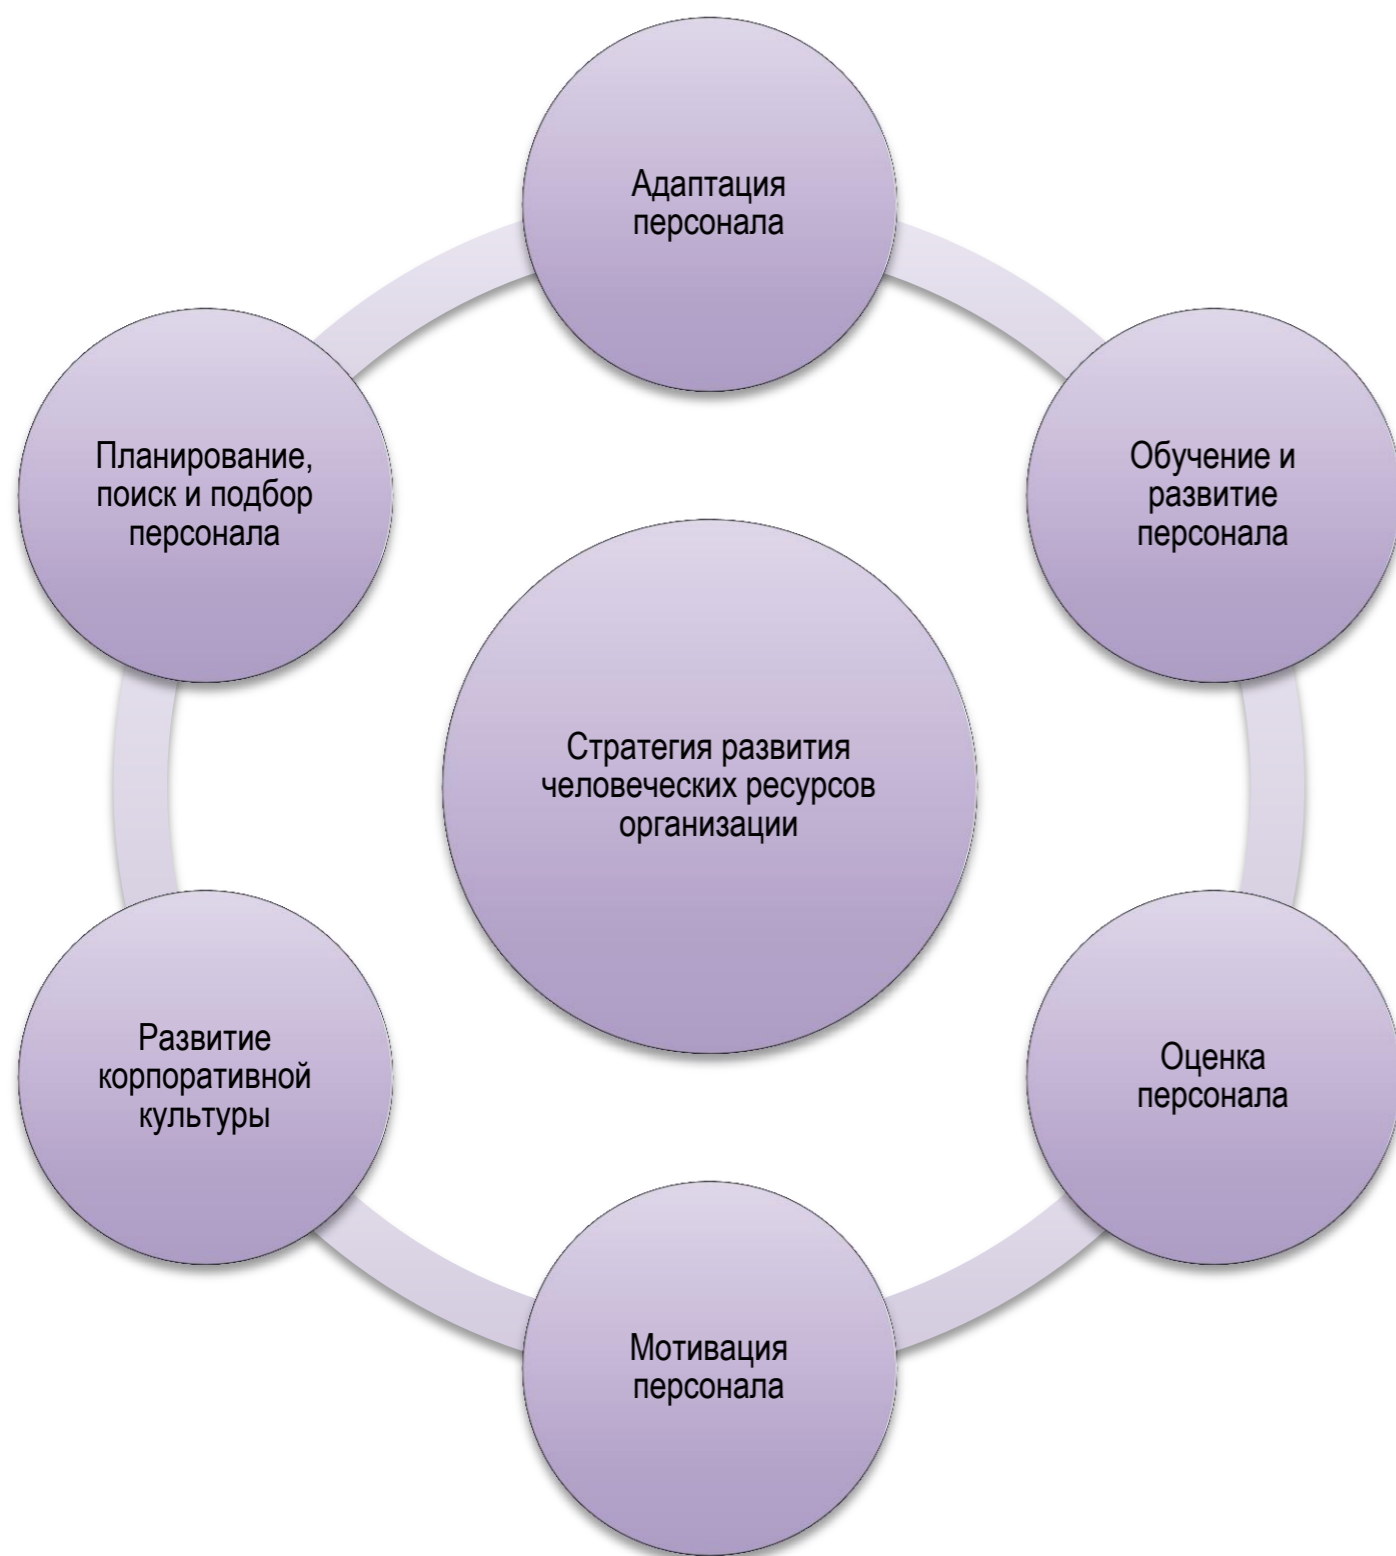 Адаптация
персонала
Планирование,
поиск и подбор
персонала
Обучение и
развитие
персонала
Стратегия развития
человеческих ресурсов
организации
Развитие
корпоративной
культуры
Оценка
персонала
Мотивация
персонала